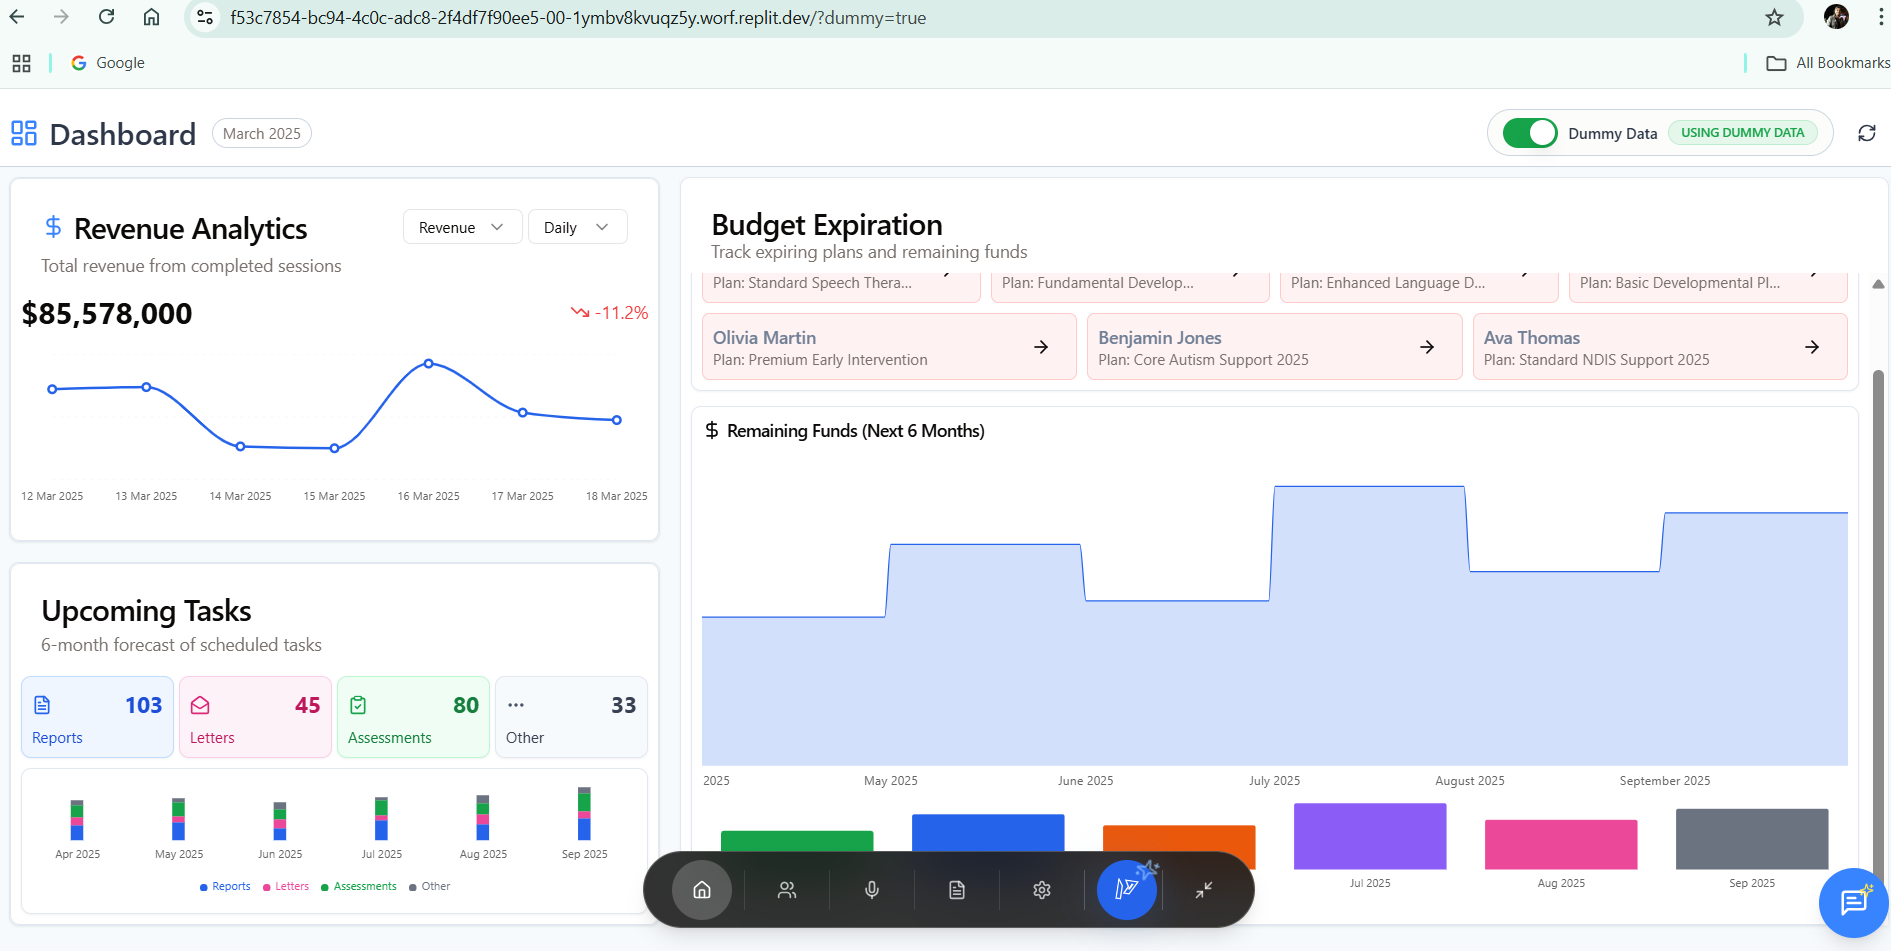 f53c7854-bc94-4c0c-adc8-2f4df7f90ee5-00-1ymbv8kvuqz5y.worf.replit.dev/?dummy=true
Google
All Bookmarks
Dashboard
March 2025
Dummy Data
USING DUMMY DATA
Revenue Analytics
Revenue
Daily
Total revenue from completed sessions
$85,578,000
-11.2%
12 Mar 2025
13 Mar 2025
14 Mar 2025
15 Mar 2025
16 Mar 2025
17 Mar 2025
18 Mar 2025
Upcoming Tasks
6-month forecast of scheduled tasks
103
Reports
45
Letters
80
Assessments
33
Other
Apr 2025
May 2025
Jun 2025
Jul 2025
Aug 2025
Sep 2025
Reports
Letters
Assessments
Other
Budget Expiration
Track expiring plans and remaining funds
Plan: Standard Speech Thera...
Plan: Fundamental Develop...
Plan: Enhanced Language D...
Plan: Basic Developmental Pl...
Olivia Martin
Plan: Premium Early Intervention
Benjamin Jones
Plan: Core Autism Support 2025
Ava Thomas
Plan: Standard NDIS Support 2025
$ Remaining Funds (Next 6 Months)
2025
May 2025
June 2025
July 2025
August 2025
September 2025
Jul 2025
Aug 2025
Sep 2025